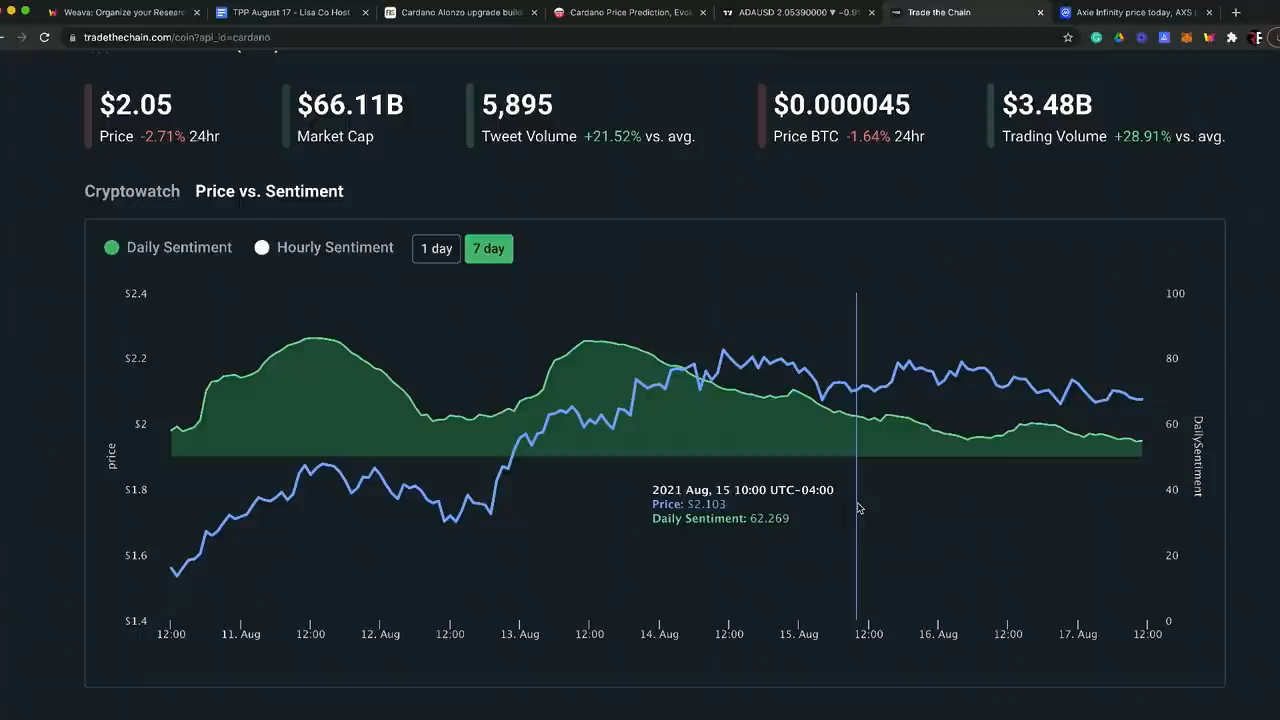 Weava: Organize your Resear
TPP August 17 – Lisa Co Host
Cardano Alonzo upgrade build
Cardano Price Prediction, Evo
ADAUSD 2.05390000 ▼ −0.9
Trade the Chain
Axie Infinity price today, AXS
tradethechain.com/coin?api_id=cardano
$2.05 $66.11B 5,895 $0.000045 $3.48B
Price -2.71% 24hr Market Cap Tweet Volume +21.52% vs. avg. Price BTC -1.64% 24hr Trading Volume +28.91% vs. avg.
Cryptowatch Price vs. Sentiment
Daily Sentiment Hourly Sentiment 1 day 7 day
$2.4 100
$2.2 80
$2 60
$1.8 40
$1.6 20
$1.4 0
price
DailySentiment
2021 Aug, 15 10:00 UTC−04:00
Price: $2.103
Daily Sentiment: 62.269
12:00 11. Aug 12:00 12. Aug 12:00 13. Aug 12:00 14. Aug 12:00 15. Aug 12:00 16. Aug 12:00 17. Aug 12:00